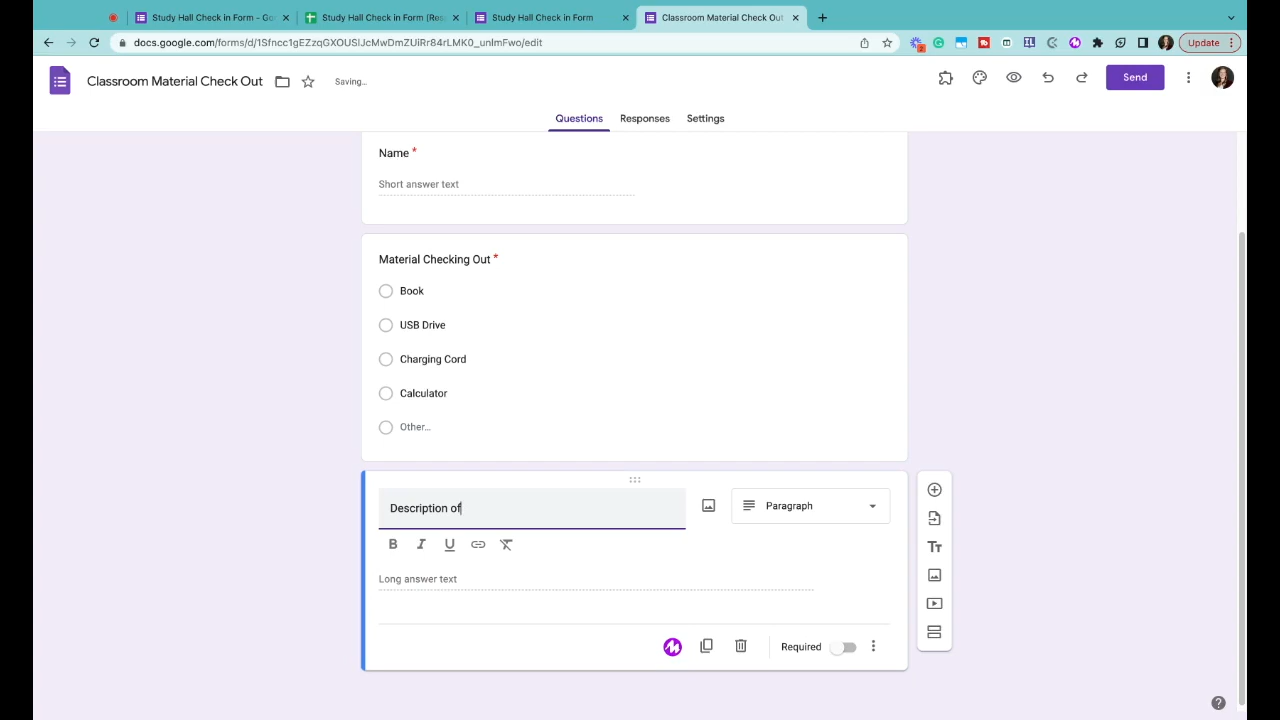 Study Hall Check in Form - Go
Study Hall Check in Form (Res
Study Hall Check in Form
Classroom Material Check Out
docs.google.com/forms/d/1Sfncc1gEZzqGXOUSIJcMwDmZUiRr84rLMK0_unImFwo/edit
Update
Classroom Material Check Out
Saving...
Send
Questions
Responses
Settings
Name *
Short answer text
Material Checking Out *
Book
USB Drive
Charging Cord
Calculator
Other...
Description of
Paragraph
B I U
Long answer text
Required